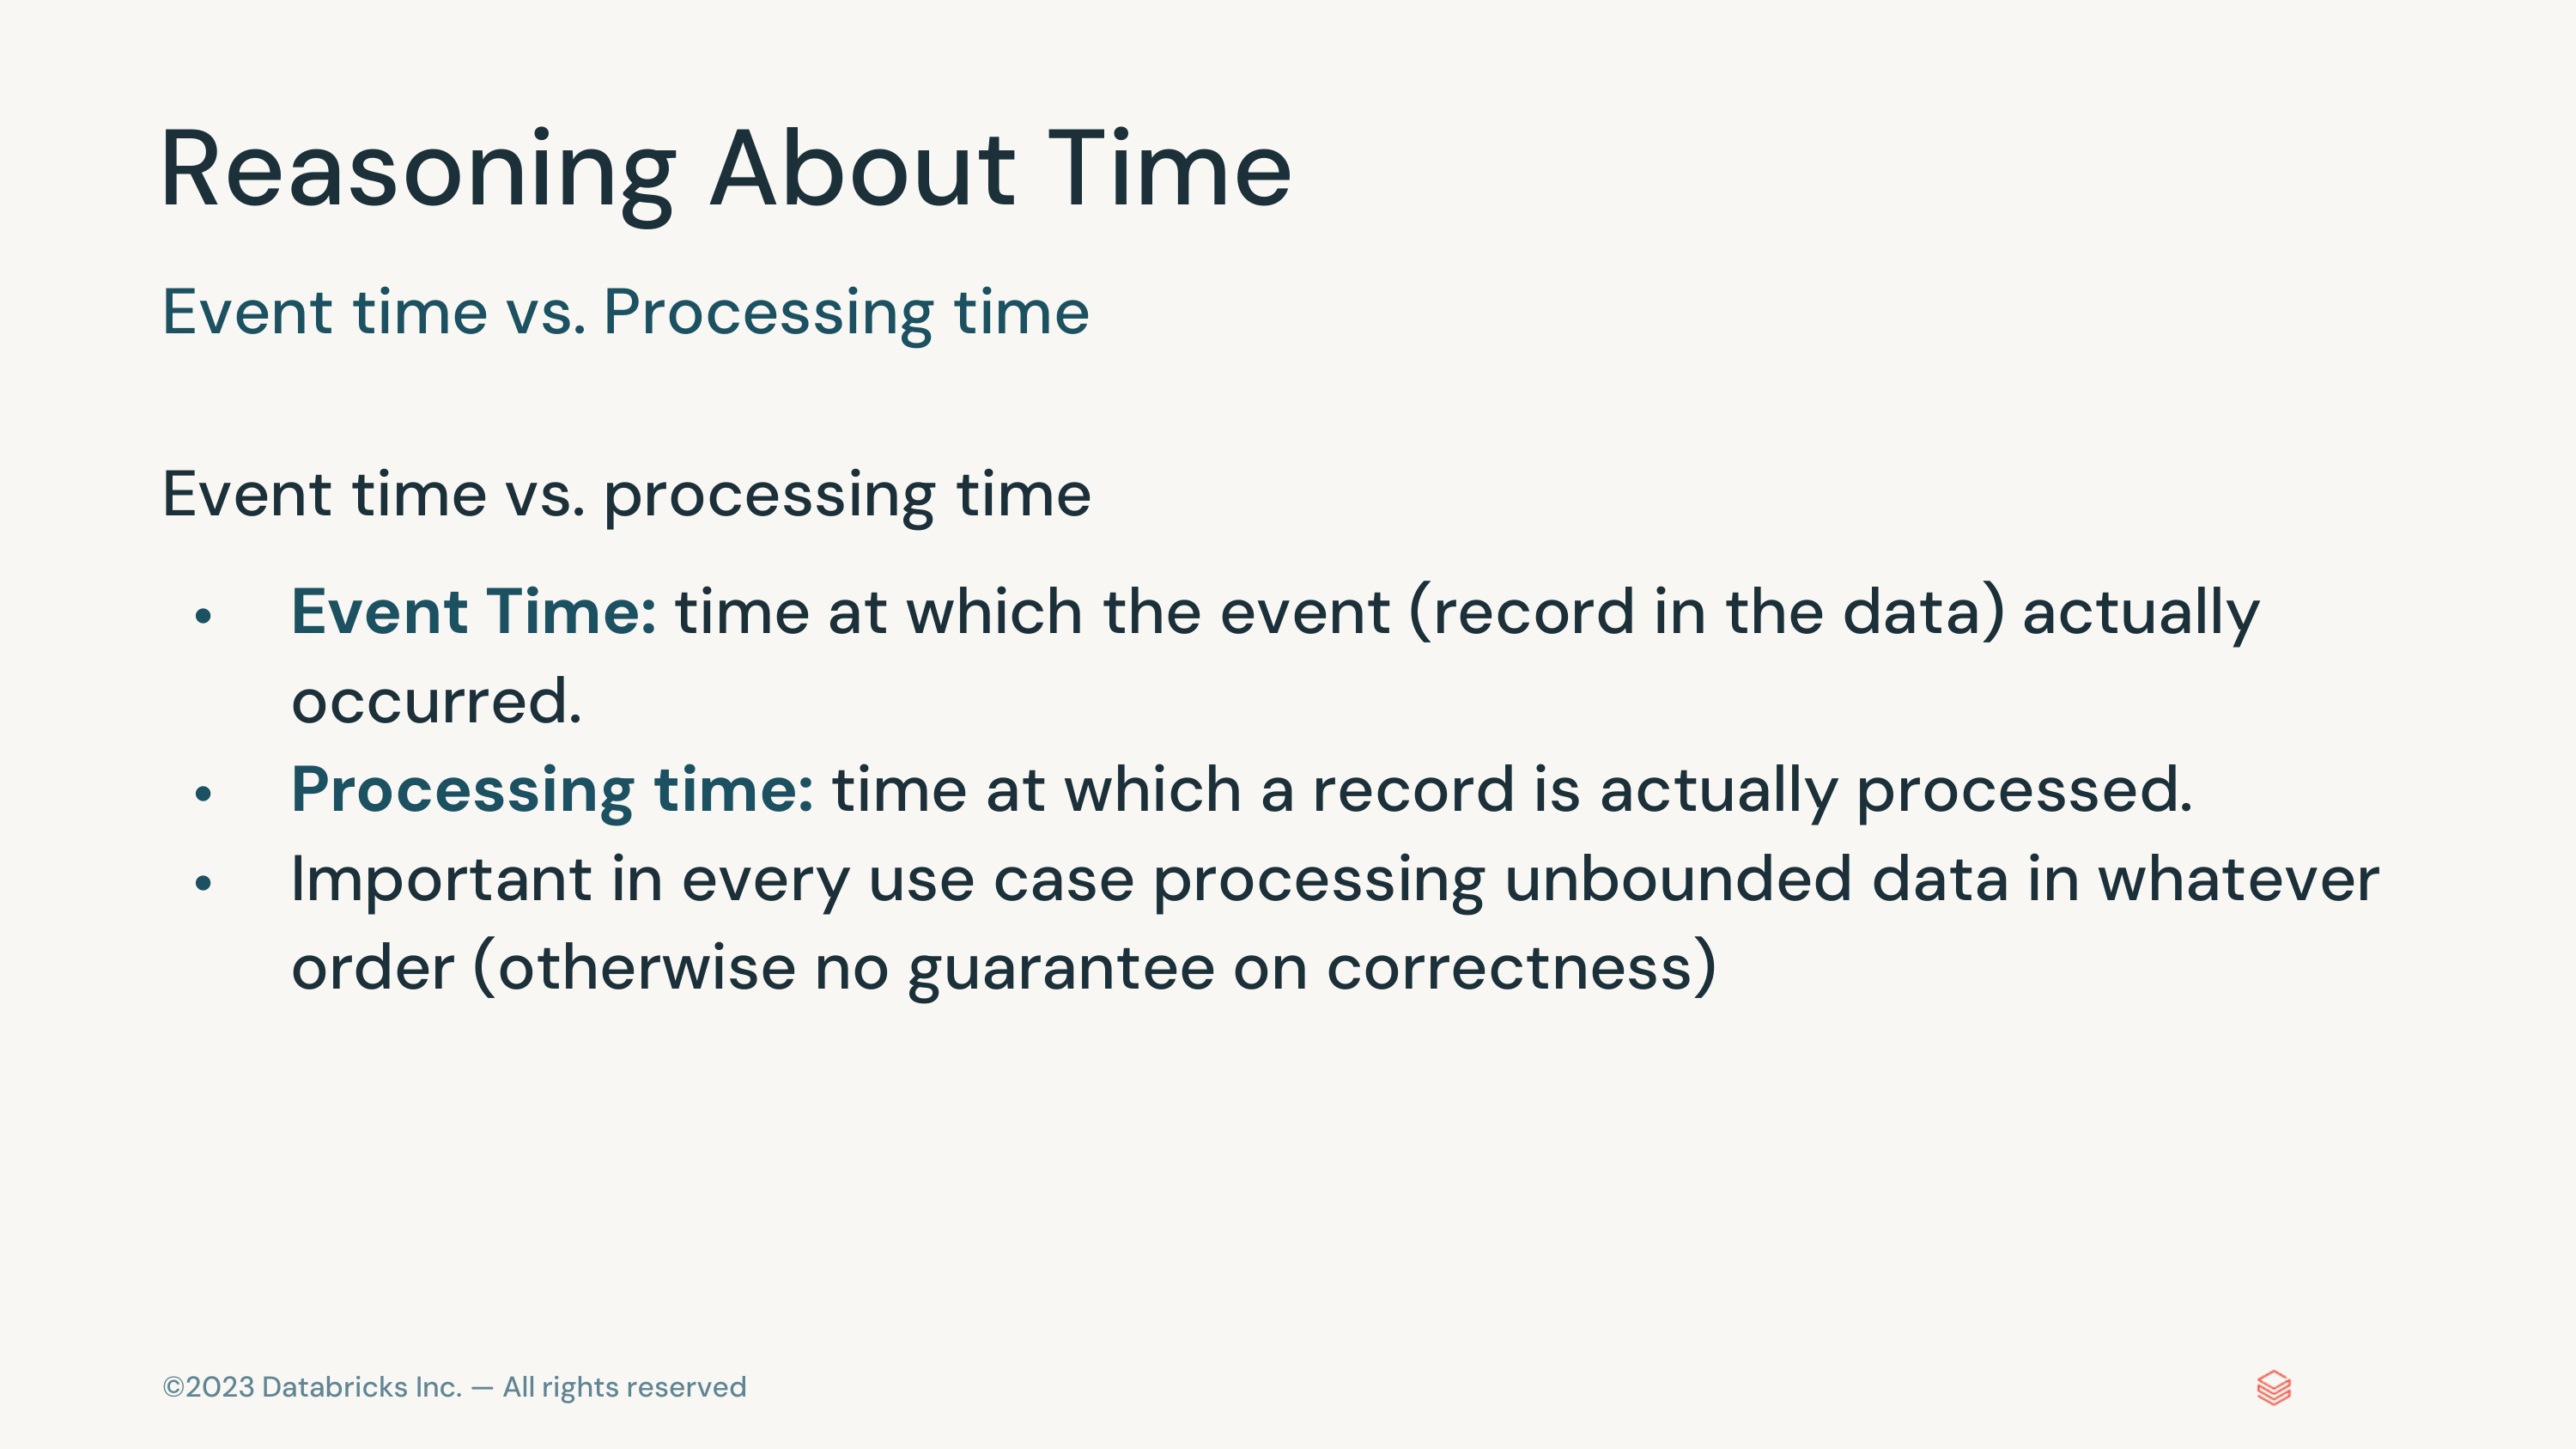 Reasoning About Time
Event time vs. Processing time
Event time vs. processing time
• Event Time: time at which the event (record in the data) actually
occurred.
• Processing time: time at which a record is actually processed.
• Important in every use case processing unbounded data in whatever
order (otherwise no guarantee on correctness)
©2023 Databricks Inc. — All rights reserved